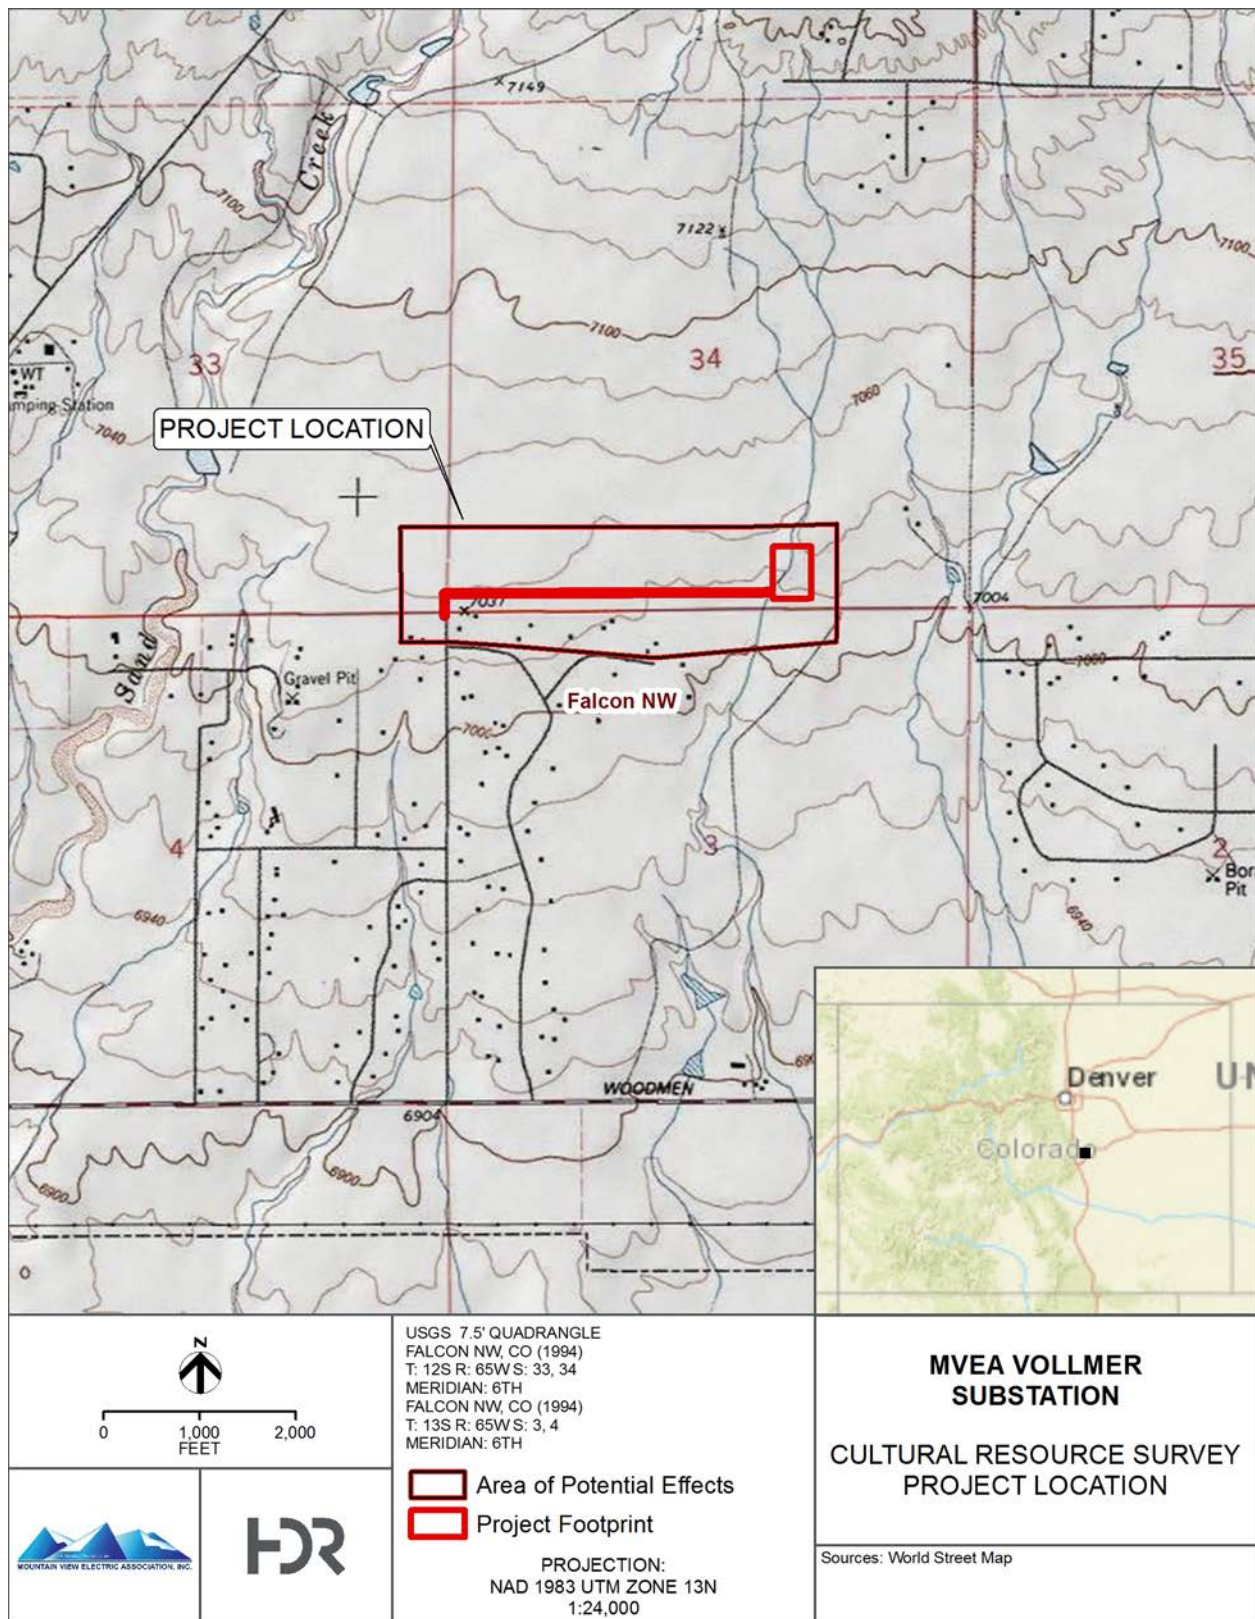 7149
Creek
7100
7122
7100
7100
33
34
35
WT
mping Station
7040
7060
PROJECT LOCATION
7037
7004
Sand
Gravel Pit
Falcon NW
7000
7000
4
3
2
Bor
Pit
6940
6940
WOODMEN
6904
6900
6900
Denver
UN
Colorado
N
0 1,000 2,000
FEET
USGS 7.5' QUADRANGLE
FALCON NW, CO (1994)
T: 12S R: 65W S: 33, 34
MERIDIAN: 6TH
FALCON NW, CO (1994)
T: 13S R: 65W S: 3, 4
MERIDIAN: 6TH
Area of Potential Effects
Project Footprint
PROJECTION:
NAD 1983 UTM ZONE 13N
1:24,000
MVEA VOLLMER
SUBSTATION
CULTURAL RESOURCE SURVEY
PROJECT LOCATION
Sources: World Street Map
MOUNTAIN VIEW ELECTRIC ASSOCIATION, INC.
HDR